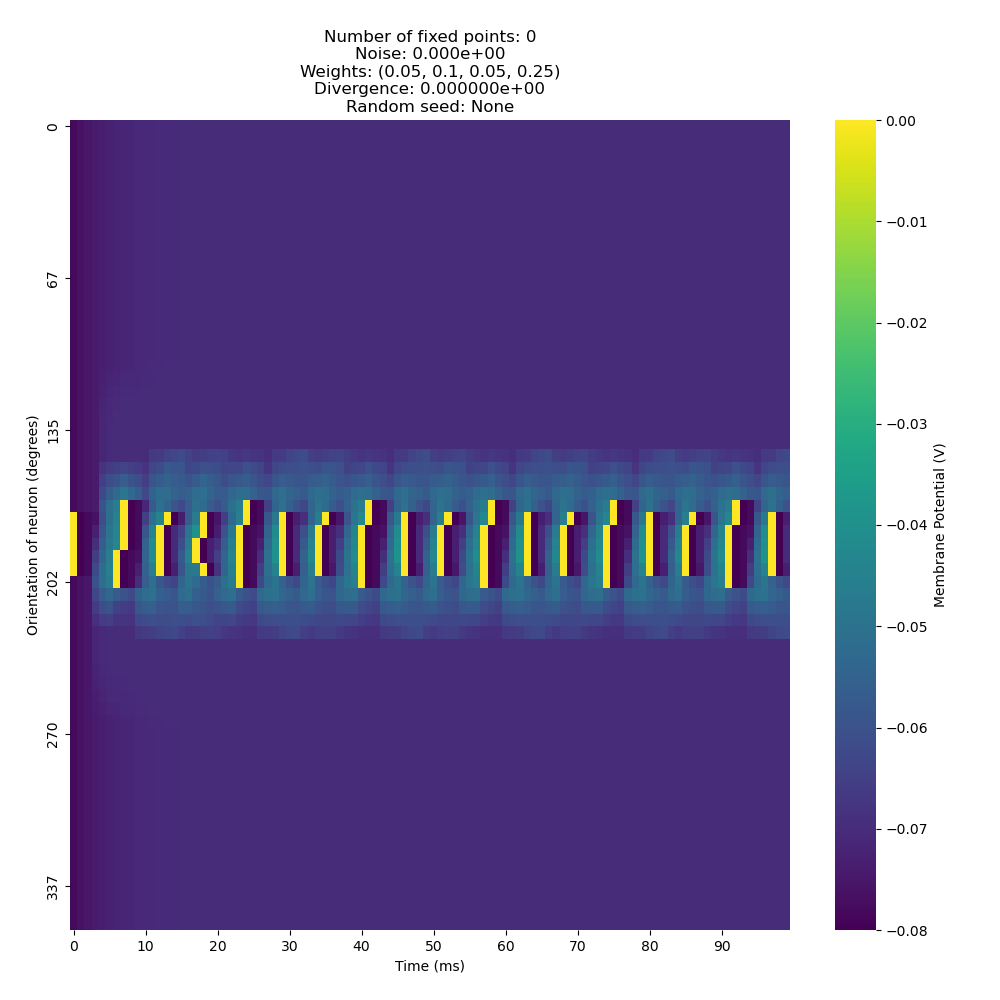 Number of fixed points: 0
Noise: 0.000e+00
Weights: (0.05, 0.1, 0.05, 0.25)
Divergence: 0.000000e+00
Random seed: None
0
67
135
202
270
337
Orientation of neuron (degrees)
0 10 20 30 40 50 60 70 80 90
Time (ms)
0.00
−0.01
−0.02
−0.03
−0.04
−0.05
−0.06
−0.07
−0.08
Membrane Potential (V)